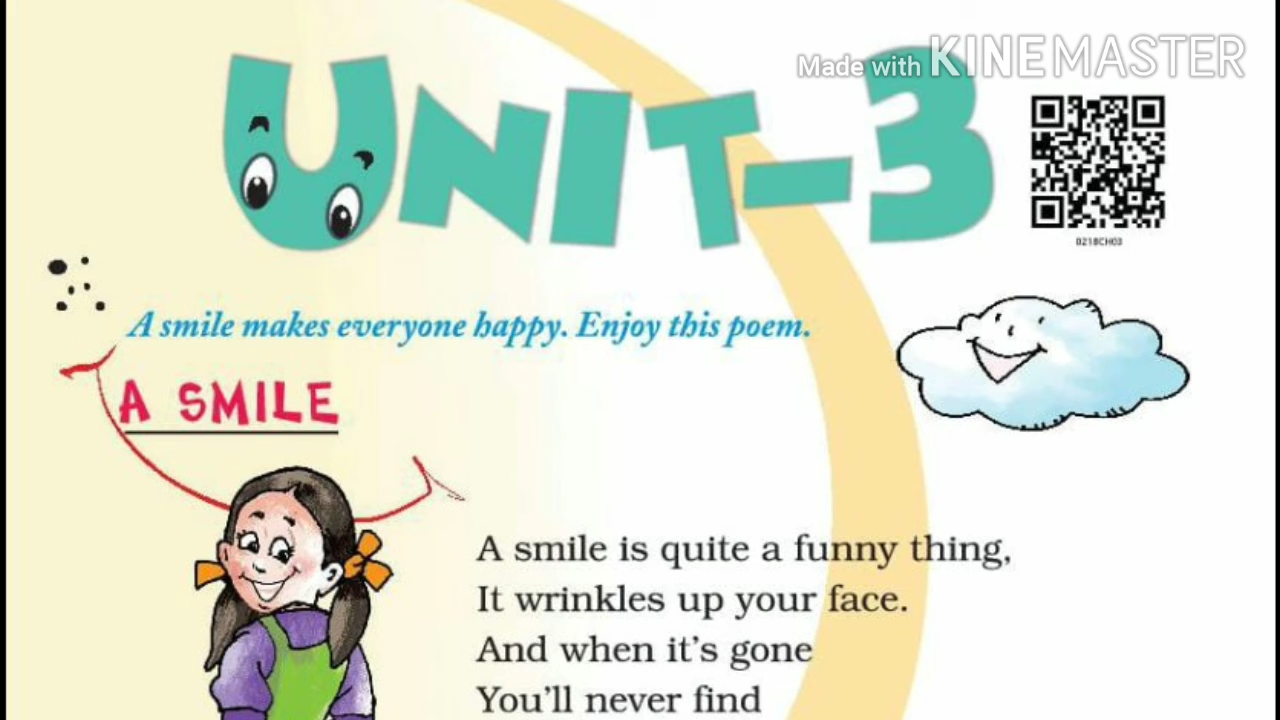 Made with KINEMASTER
UNIT-3
0218CH03
A smile makes everyone happy. Enjoy this poem.
A SMILE
A smile is quite a funny thing,
It wrinkles up your face.
And when it's gone
You'll never find